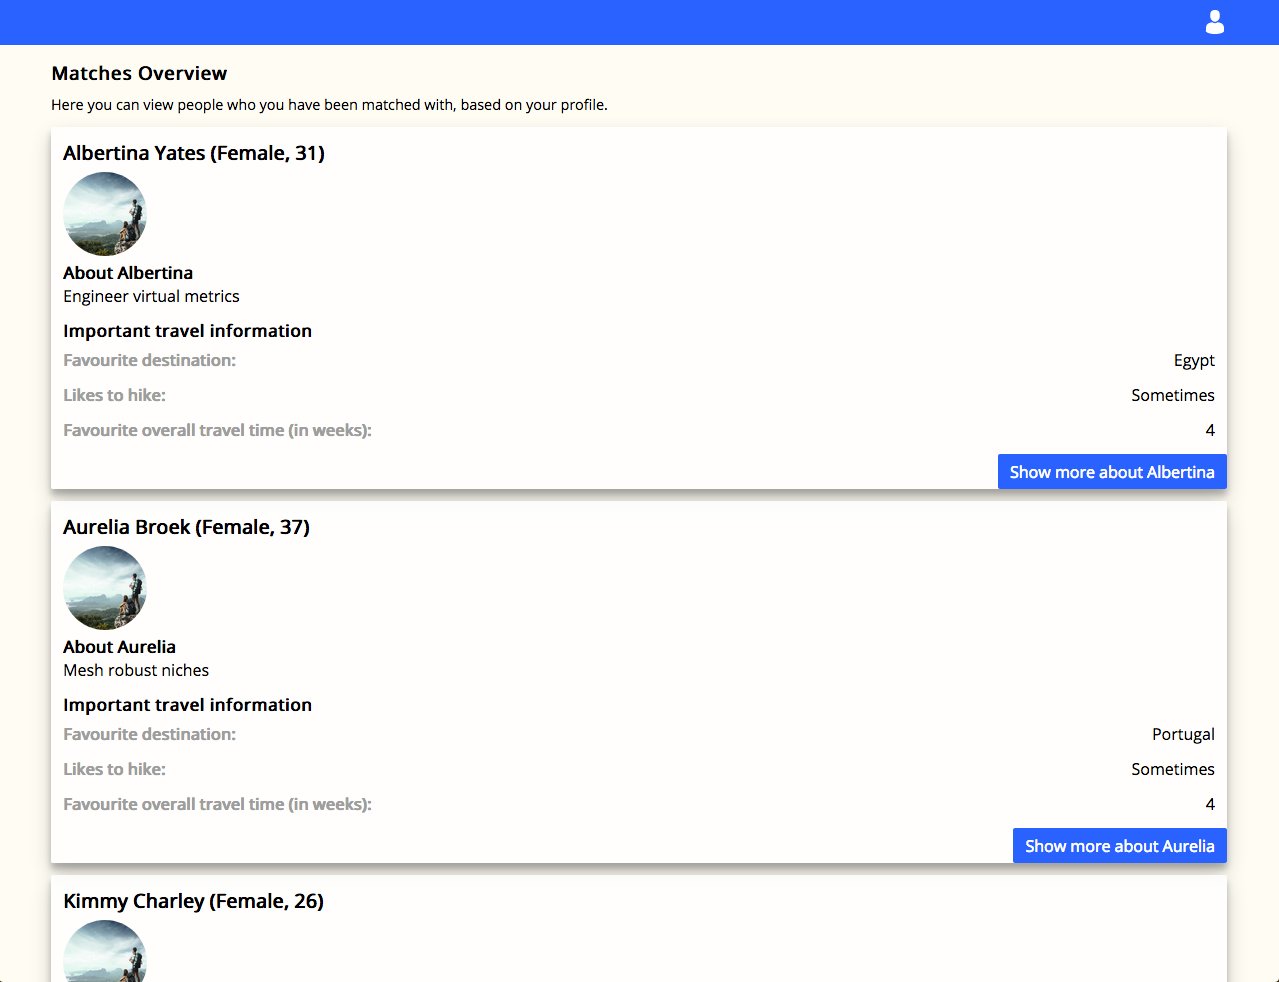 Matches Overview
Here you can view people who you have been matched with, based on your profile.
Albertina Yates (Female, 31)
About Albertina
Engineer virtual metrics
Important travel information
Favourite destination: Egypt
Likes to hike: Sometimes
Favourite overall travel time (in weeks): 4
Show more about Albertina
Aurelia Broek (Female, 37)
About Aurelia
Mesh robust niches
Important travel information
Favourite destination: Portugal
Likes to hike: Sometimes
Favourite overall travel time (in weeks): 4
Show more about Aurelia
Kimmy Charley (Female, 26)